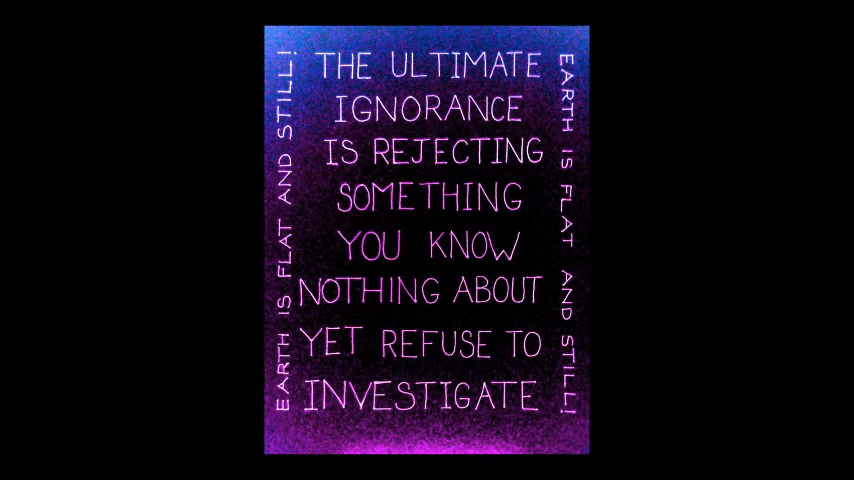 EARTH IS FLAT AND STILL!
THE ULTIMATE
IGNORANCE
IS REJECTING
SOMETHING
YOU KNOW
NOTHING ABOUT
YET REFUSE TO
INVESTIGATE
EARTH IS FLAT AND STILL!